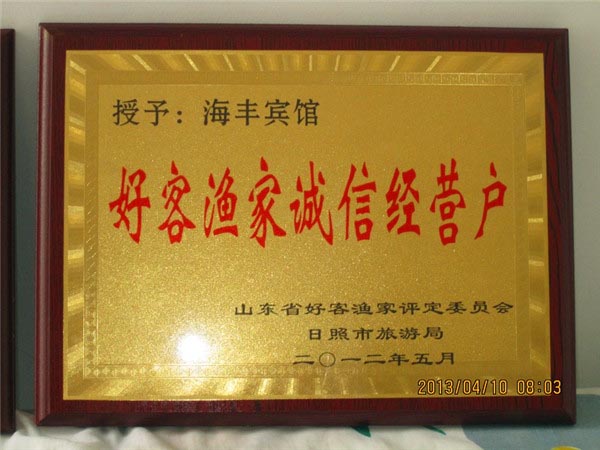 授予：海丰宾馆
好客渔家诚信经营户
山东省好客渔家评定委员会
日照市旅游局
二〇一二年五月
2013/04/10 08:03